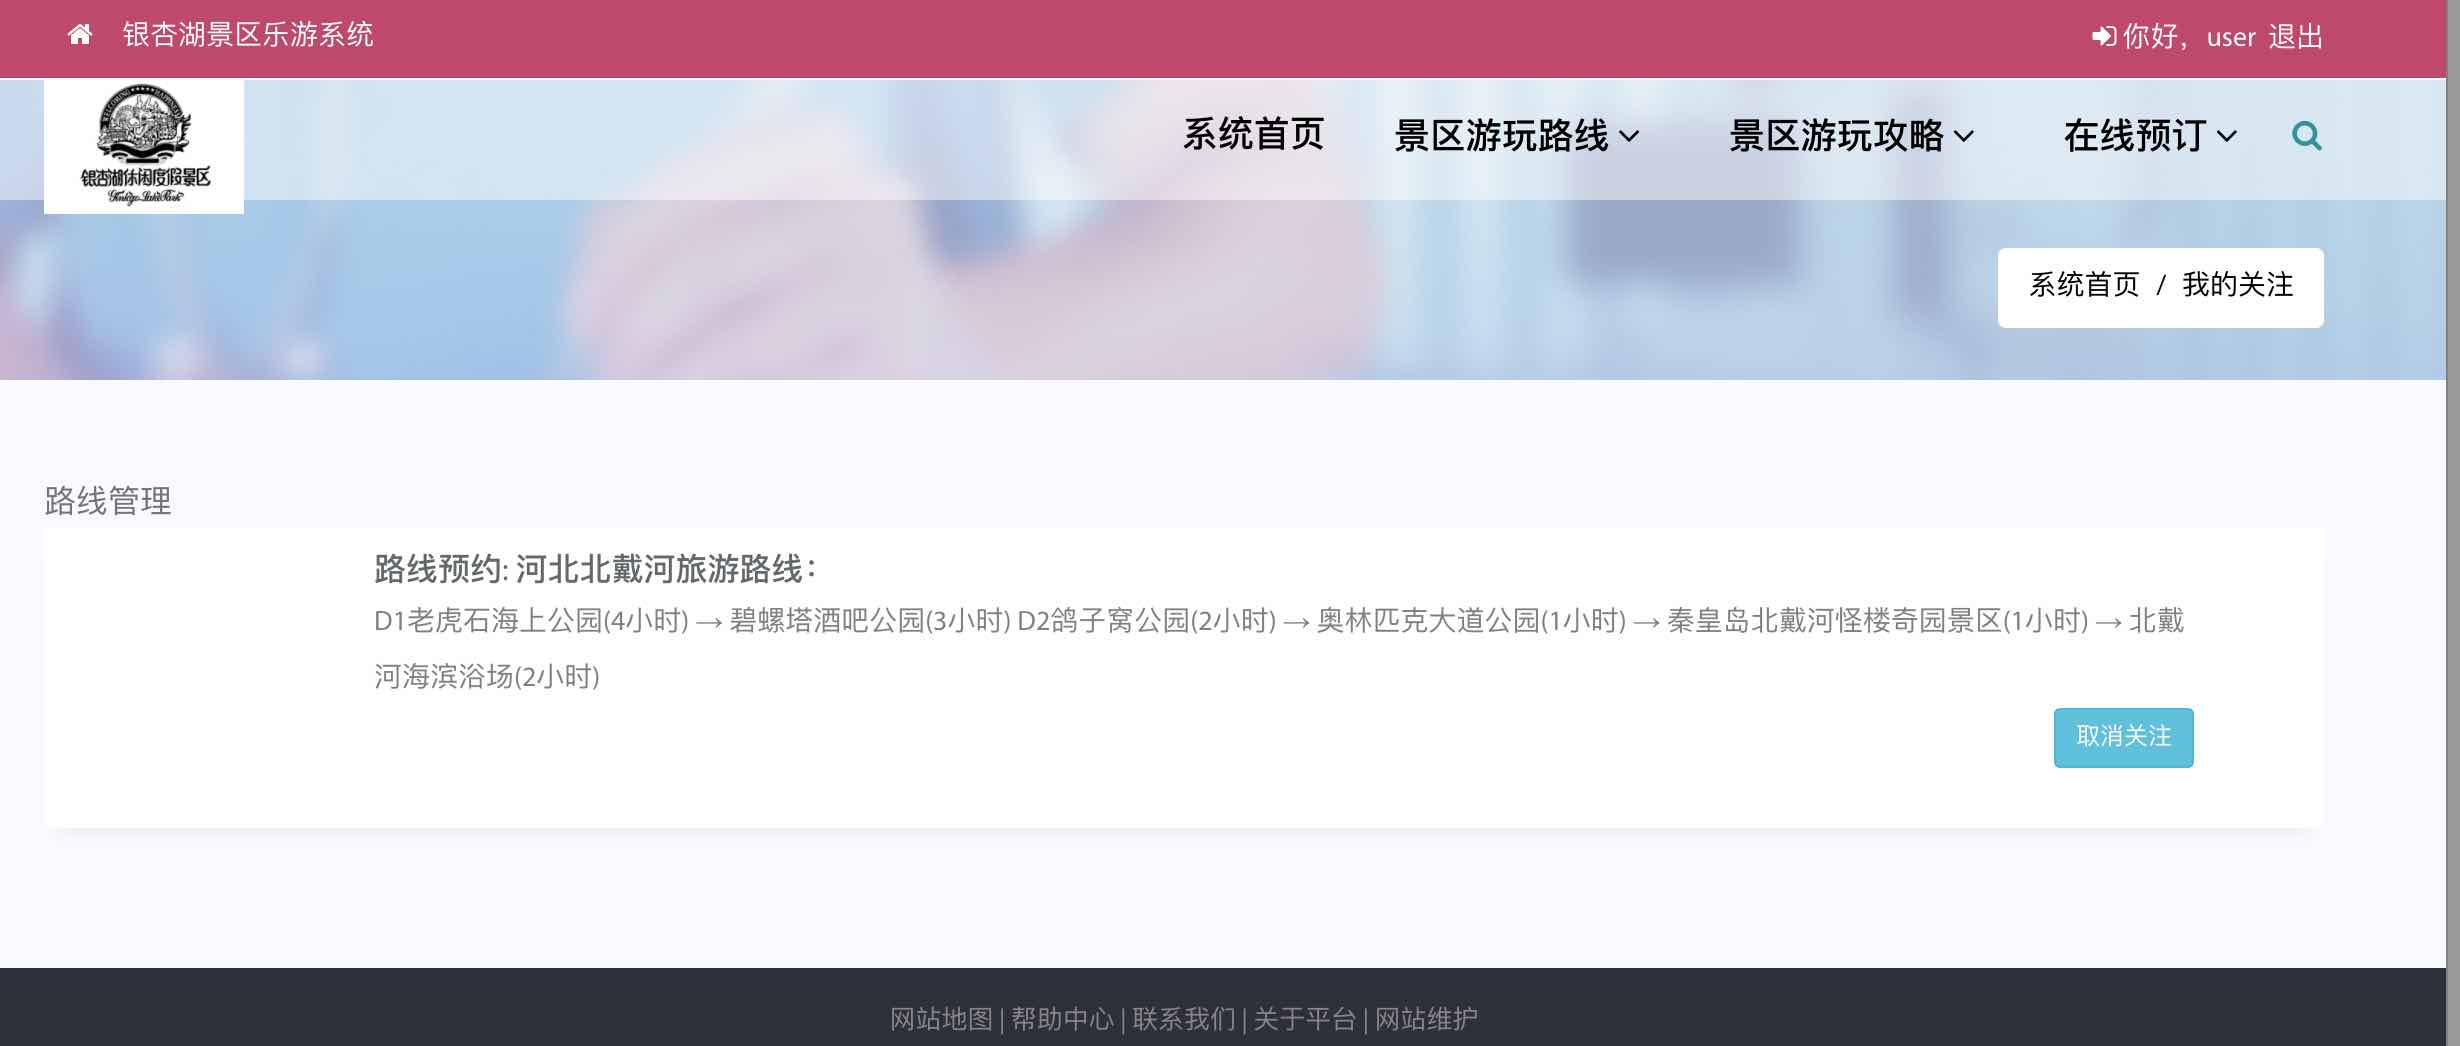 银杏湖景区乐游系统
你好，user 退出
银杏湖休闲度假景区
Ginkgo Lake Park
系统首页 景区游玩路线 景区游玩攻略 在线预订
系统首页 / 我的关注
路线管理
路线预约: 河北北戴河旅游路线：
D1老虎石海上公园(4小时) → 碧螺塔酒吧公园(3小时) D2鸽子窝公园(2小时) → 奥林匹克大道公园(1小时) → 秦皇岛北戴河怪楼奇园景区(1小时) → 北戴
河海滨浴场(2小时)
取消关注
网站地图 | 帮助中心 | 联系我们 | 关于平台 | 网站维护